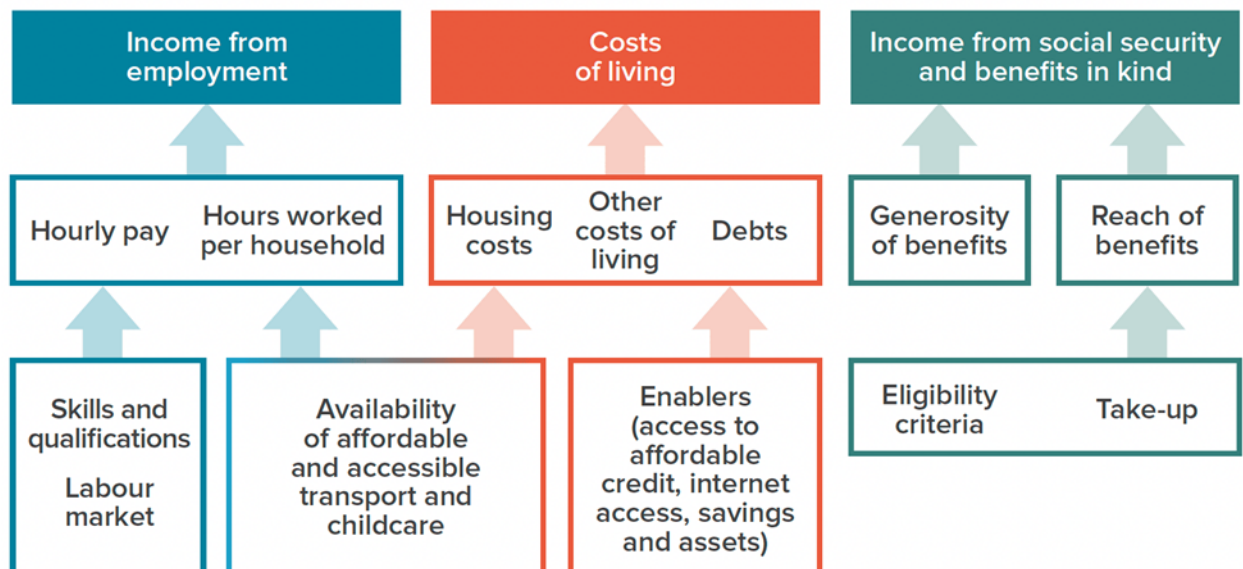 Income from
employment
Costs
of living
Income from social security
and benefits in kind
Hourly pay
Hours worked
per household
Housing
costs
Other
costs of
living
Debts
Generosity
of benefits
Reach of
benefits
Skills and
qualifications
Labour
market
Availability
of affordable
and accessible
transport and
childcare
Enablers
(access to
affordable
credit, internet
access, savings
and assets)
Eligibility
criteria
Take-up